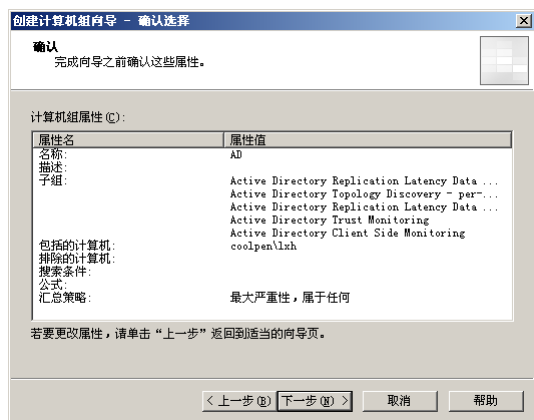 创建计算机组向导 - 确认选择
确认
完成向导之前确认这些属性。
计算机组属性(C):
属性名 属性值
名称: AD
描述:
子组: Active Directory Replication Latency Data ...
Active Directory Topology Discovery - per-...
Active Directory Replication Latency Data ...
Active Directory Trust Monitoring
Active Directory Client Side Monitoring
包括的计算机: coolpen\lxh
排除的计算机:
搜索条件:
公式:
汇总策略: 最大严重性，属于任何
若要更改属性，请单击“上一步”返回到适当的向导页。
< 上一步(B) 下一步(N) > 取消 帮助